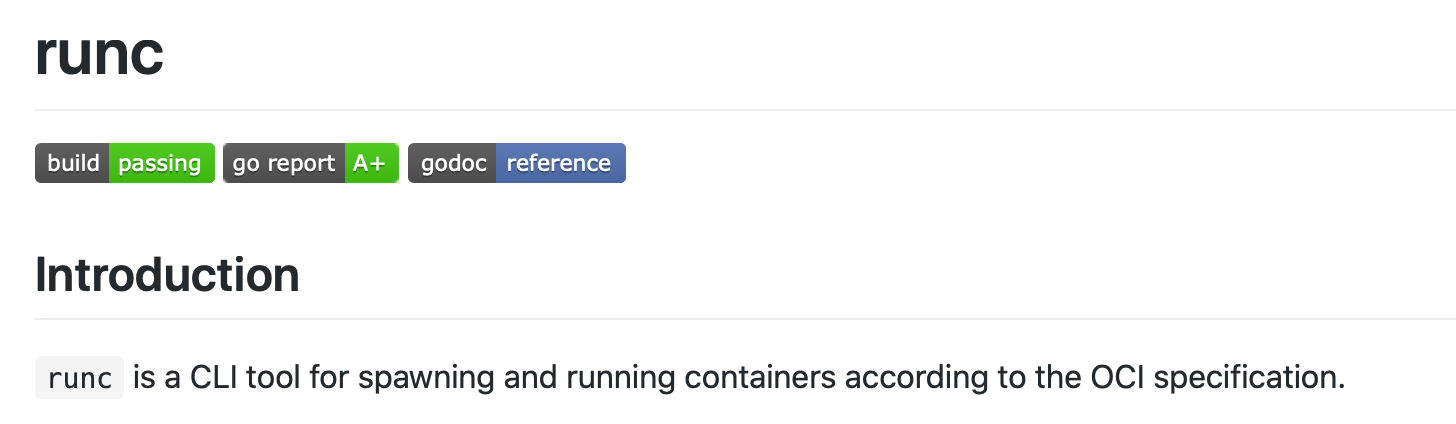 runc
build passing go report A+ godoc reference
Introduction
runc is a CLI tool for spawning and running containers according to the OCI specification.